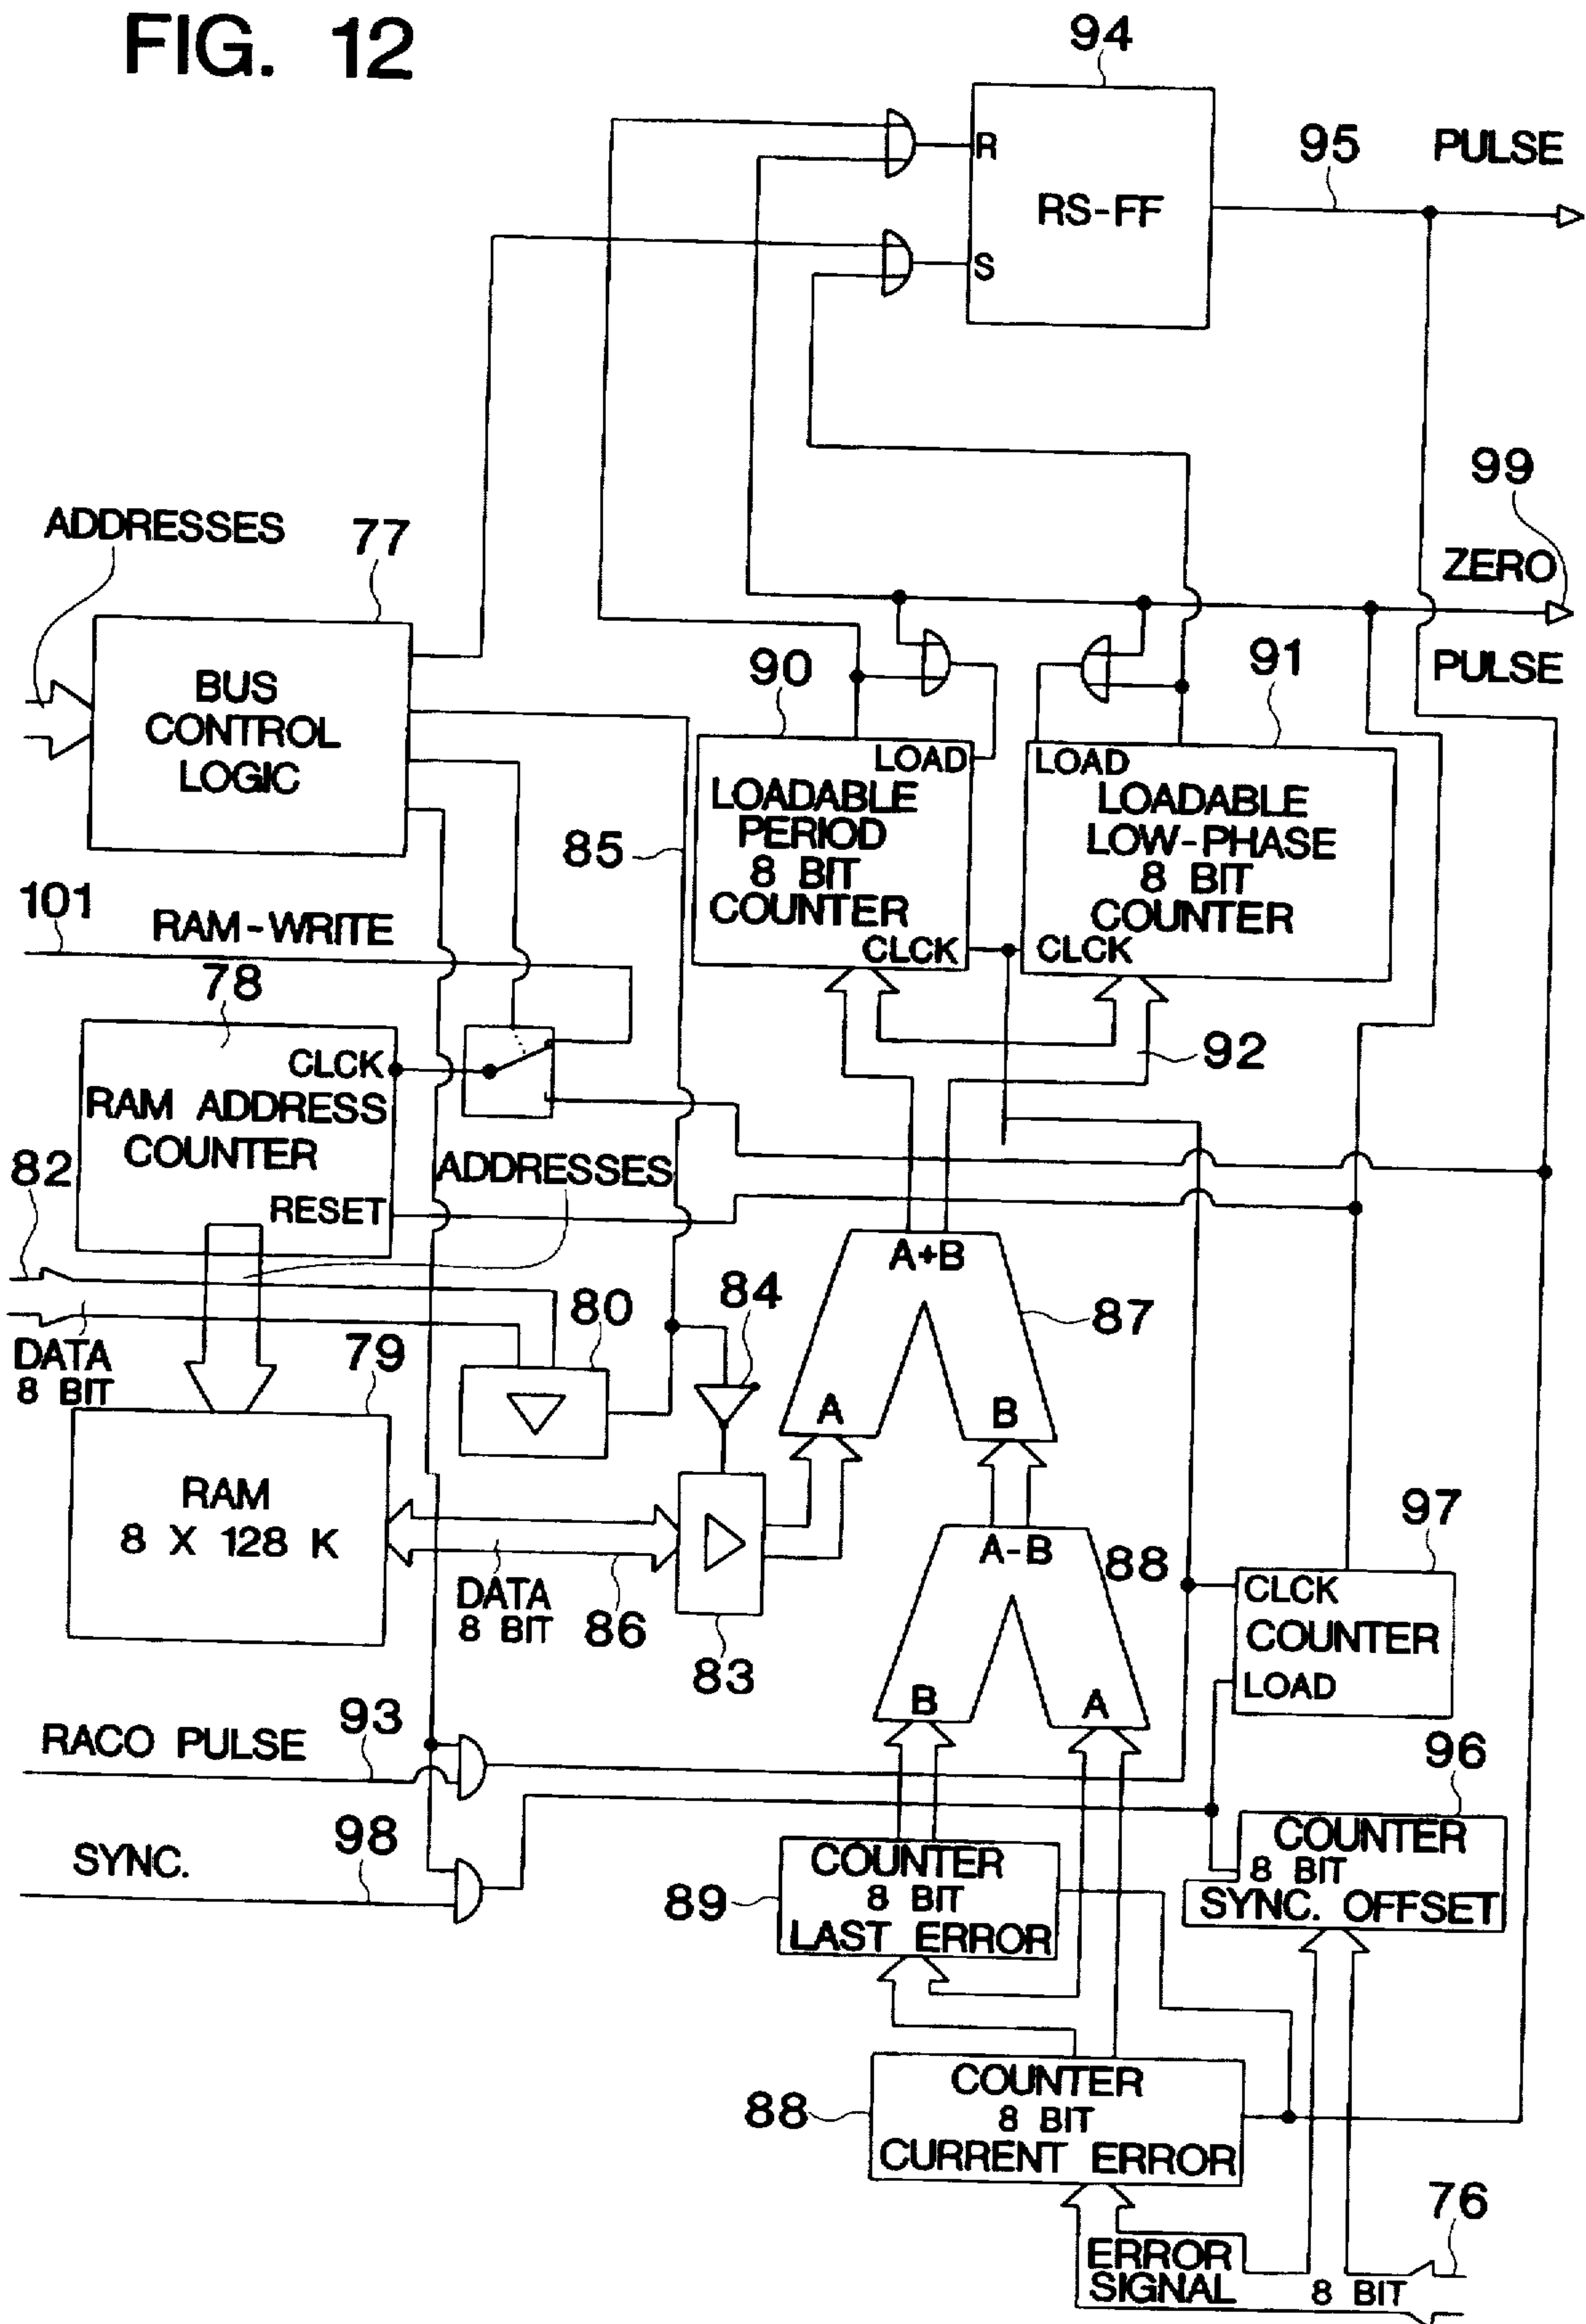 FIG. 12
94
R
RS-FF
S
95
PULSE
99
ZERO
PULSE
ADDRESSES
77
BUS
CONTROL
LOGIC
90
LOAD
LOADABLE
PERIOD
8 BIT
COUNTER
CLCK
91
LOAD
LOADABLE
LOW-PHASE
8 BIT
COUNTER
CLCK
85
101
RAM-WRITE
78
CLCK
RAM ADDRESS
COUNTER
RESET
92
82
ADDRESSES
DATA
8 BIT
80
84
A+B
87
A
B
79
RAM
8 X 128 K
DATA
8 BIT
86
83
A-B
88
B
A
97
CLCK
COUNTER
LOAD
RACO PULSE
93
SYNC.
98
96
COUNTER
8 BIT
SYNC. OFFSET
89
COUNTER
8 BIT
LAST ERROR
88
COUNTER
8 BIT
CURRENT ERROR
76
ERROR
SIGNAL
8 BIT